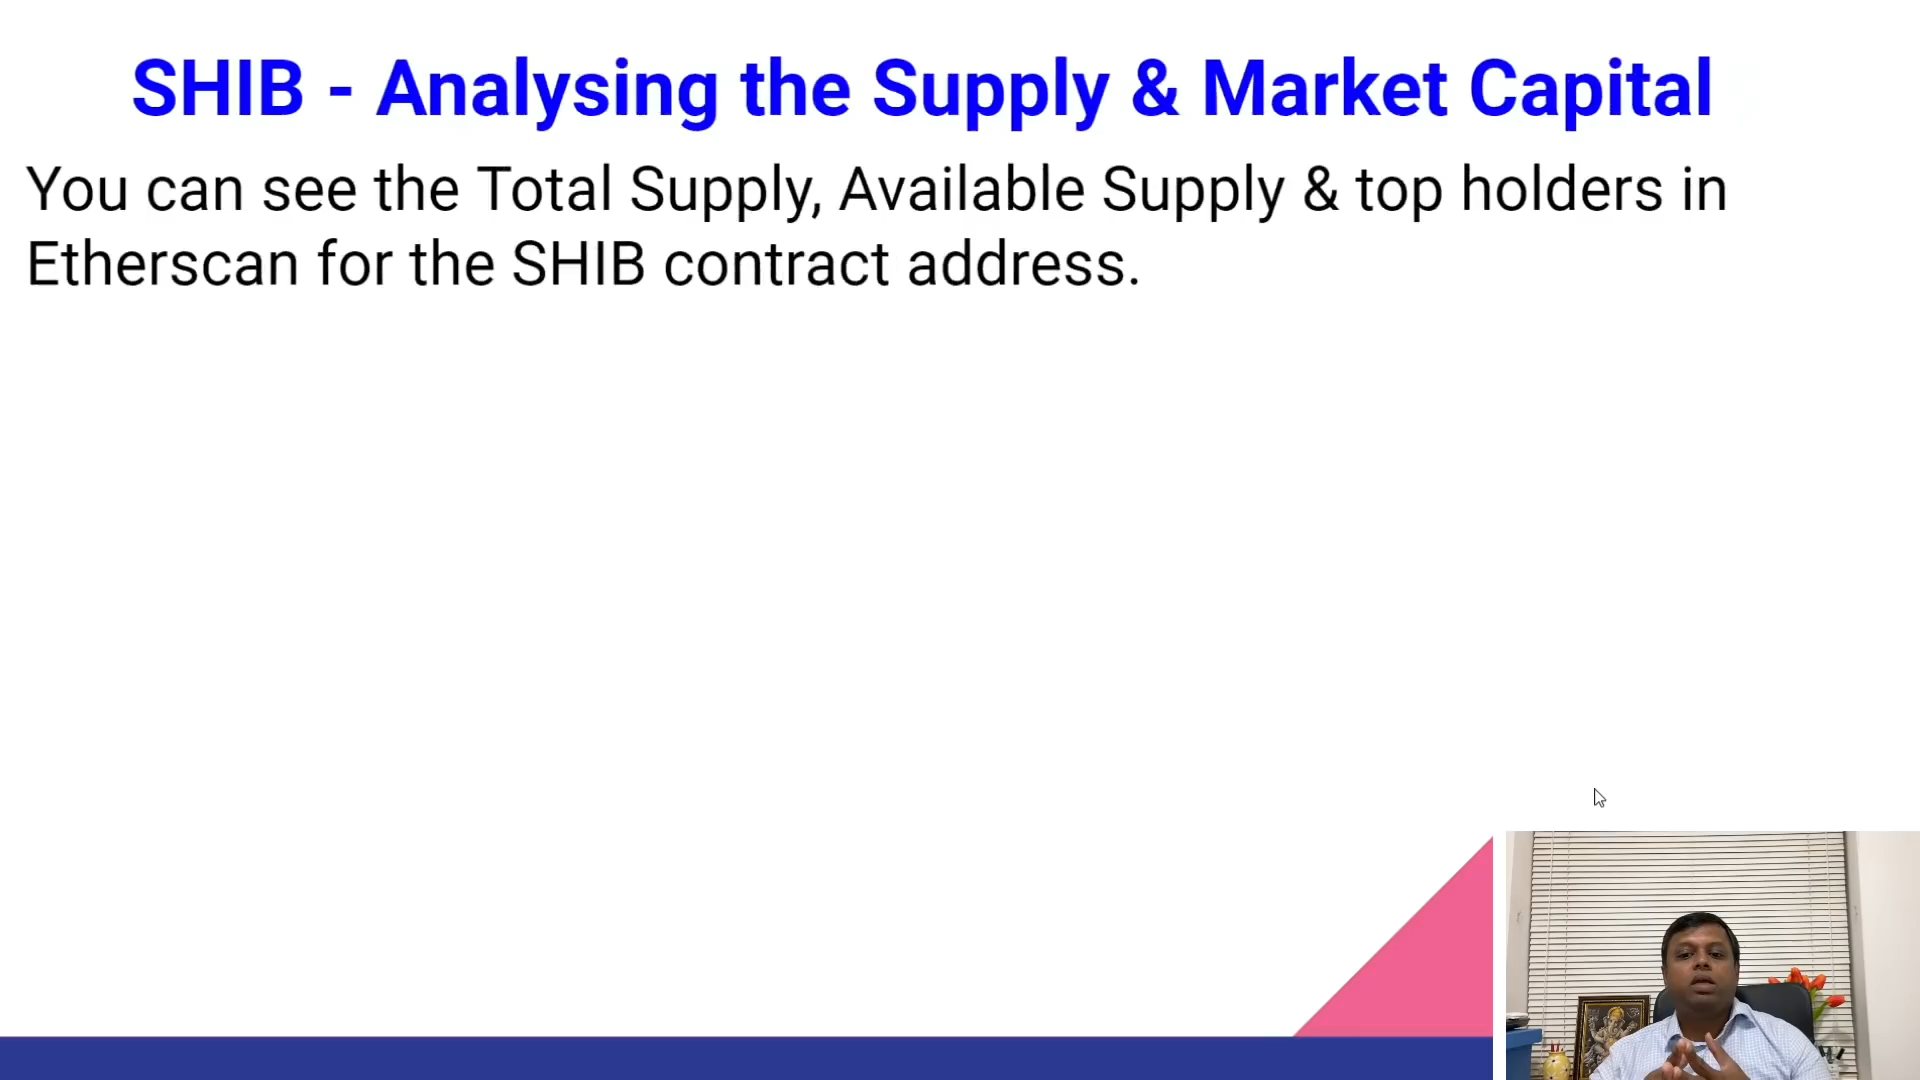 SHIB - Analysing the Supply & Market Capital
You can see the Total Supply, Available Supply & top holders in
Etherscan for the SHIB contract address.